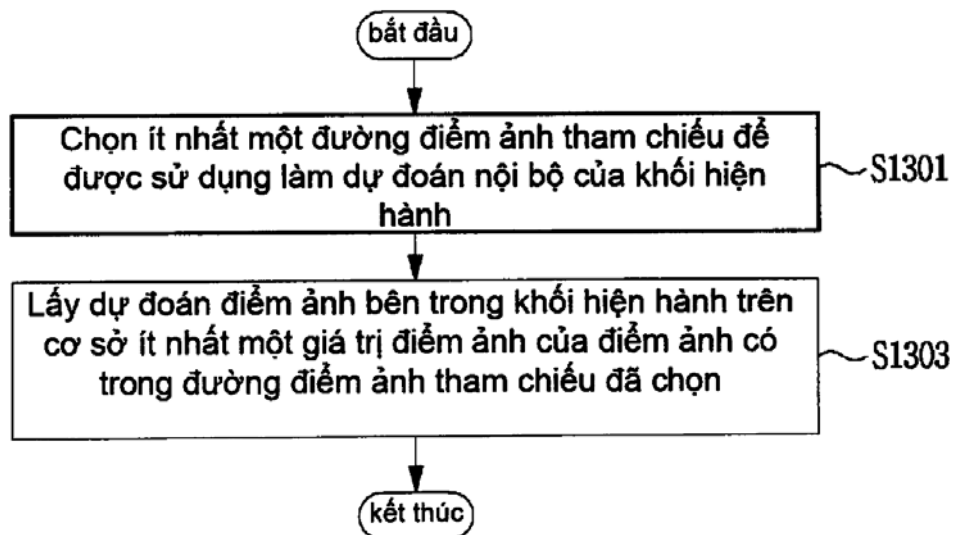 bắt đầu
Chọn ít nhất một đường điểm ảnh tham chiếu để
được sử dụng làm dự đoán nội bộ của khối hiện
hành
S1301
Lấy dự đoán điểm ảnh bên trong khối hiện hành trên
cơ sở ít nhất một giá trị điểm ảnh của điểm ảnh có
trong đường điểm ảnh tham chiếu đã chọn
S1303
kết thúc